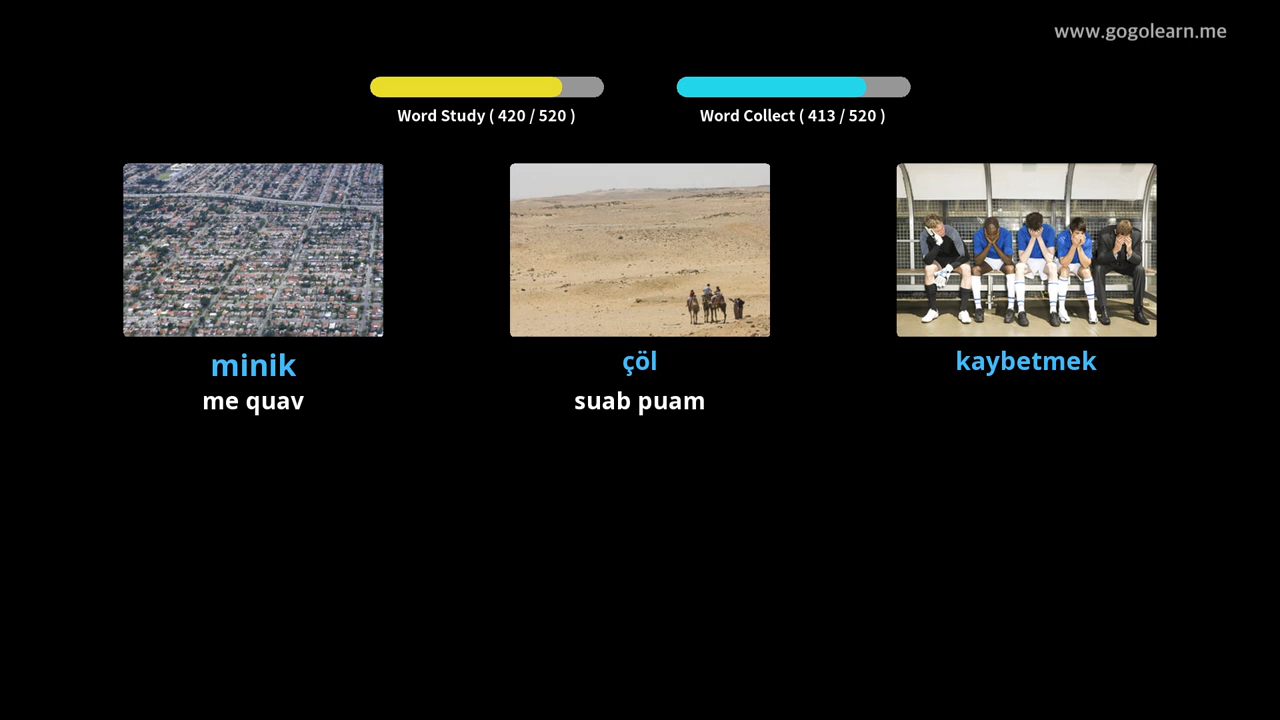 www.gogolearn.me
Word Study ( 420 / 520 )
Word Collect ( 413 / 520 )
minik
me quav
çöl
suab puam
kaybetmek